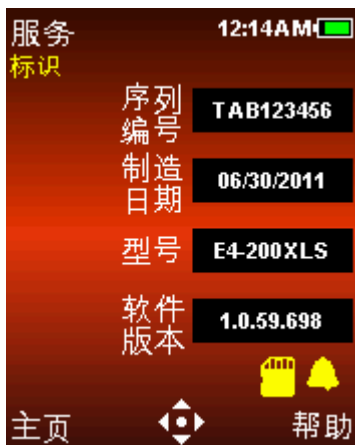 服务 12:14AM
标识
序列
编号
TAB123456
制造
日期
06/30/2011
型号 E4-200XLS
软件
版本
1.0.59.698
主页 帮助